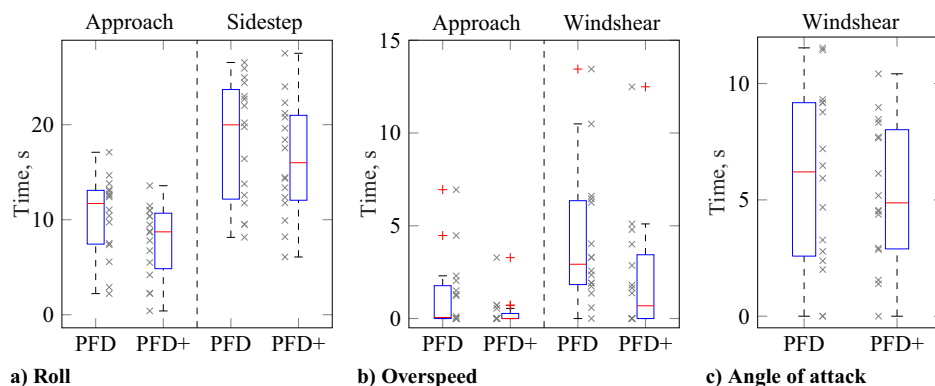 Approach Sidestep
Time, s
20
10
0
PFD PFD+ PFD PFD+
a) Roll
Approach Windshear
Time, s
15
10
5
0
PFD PFD+ PFD PFD+
b) Overspeed
Windshear
Time, s
10
5
0
PFD PFD+
c) Angle of attack